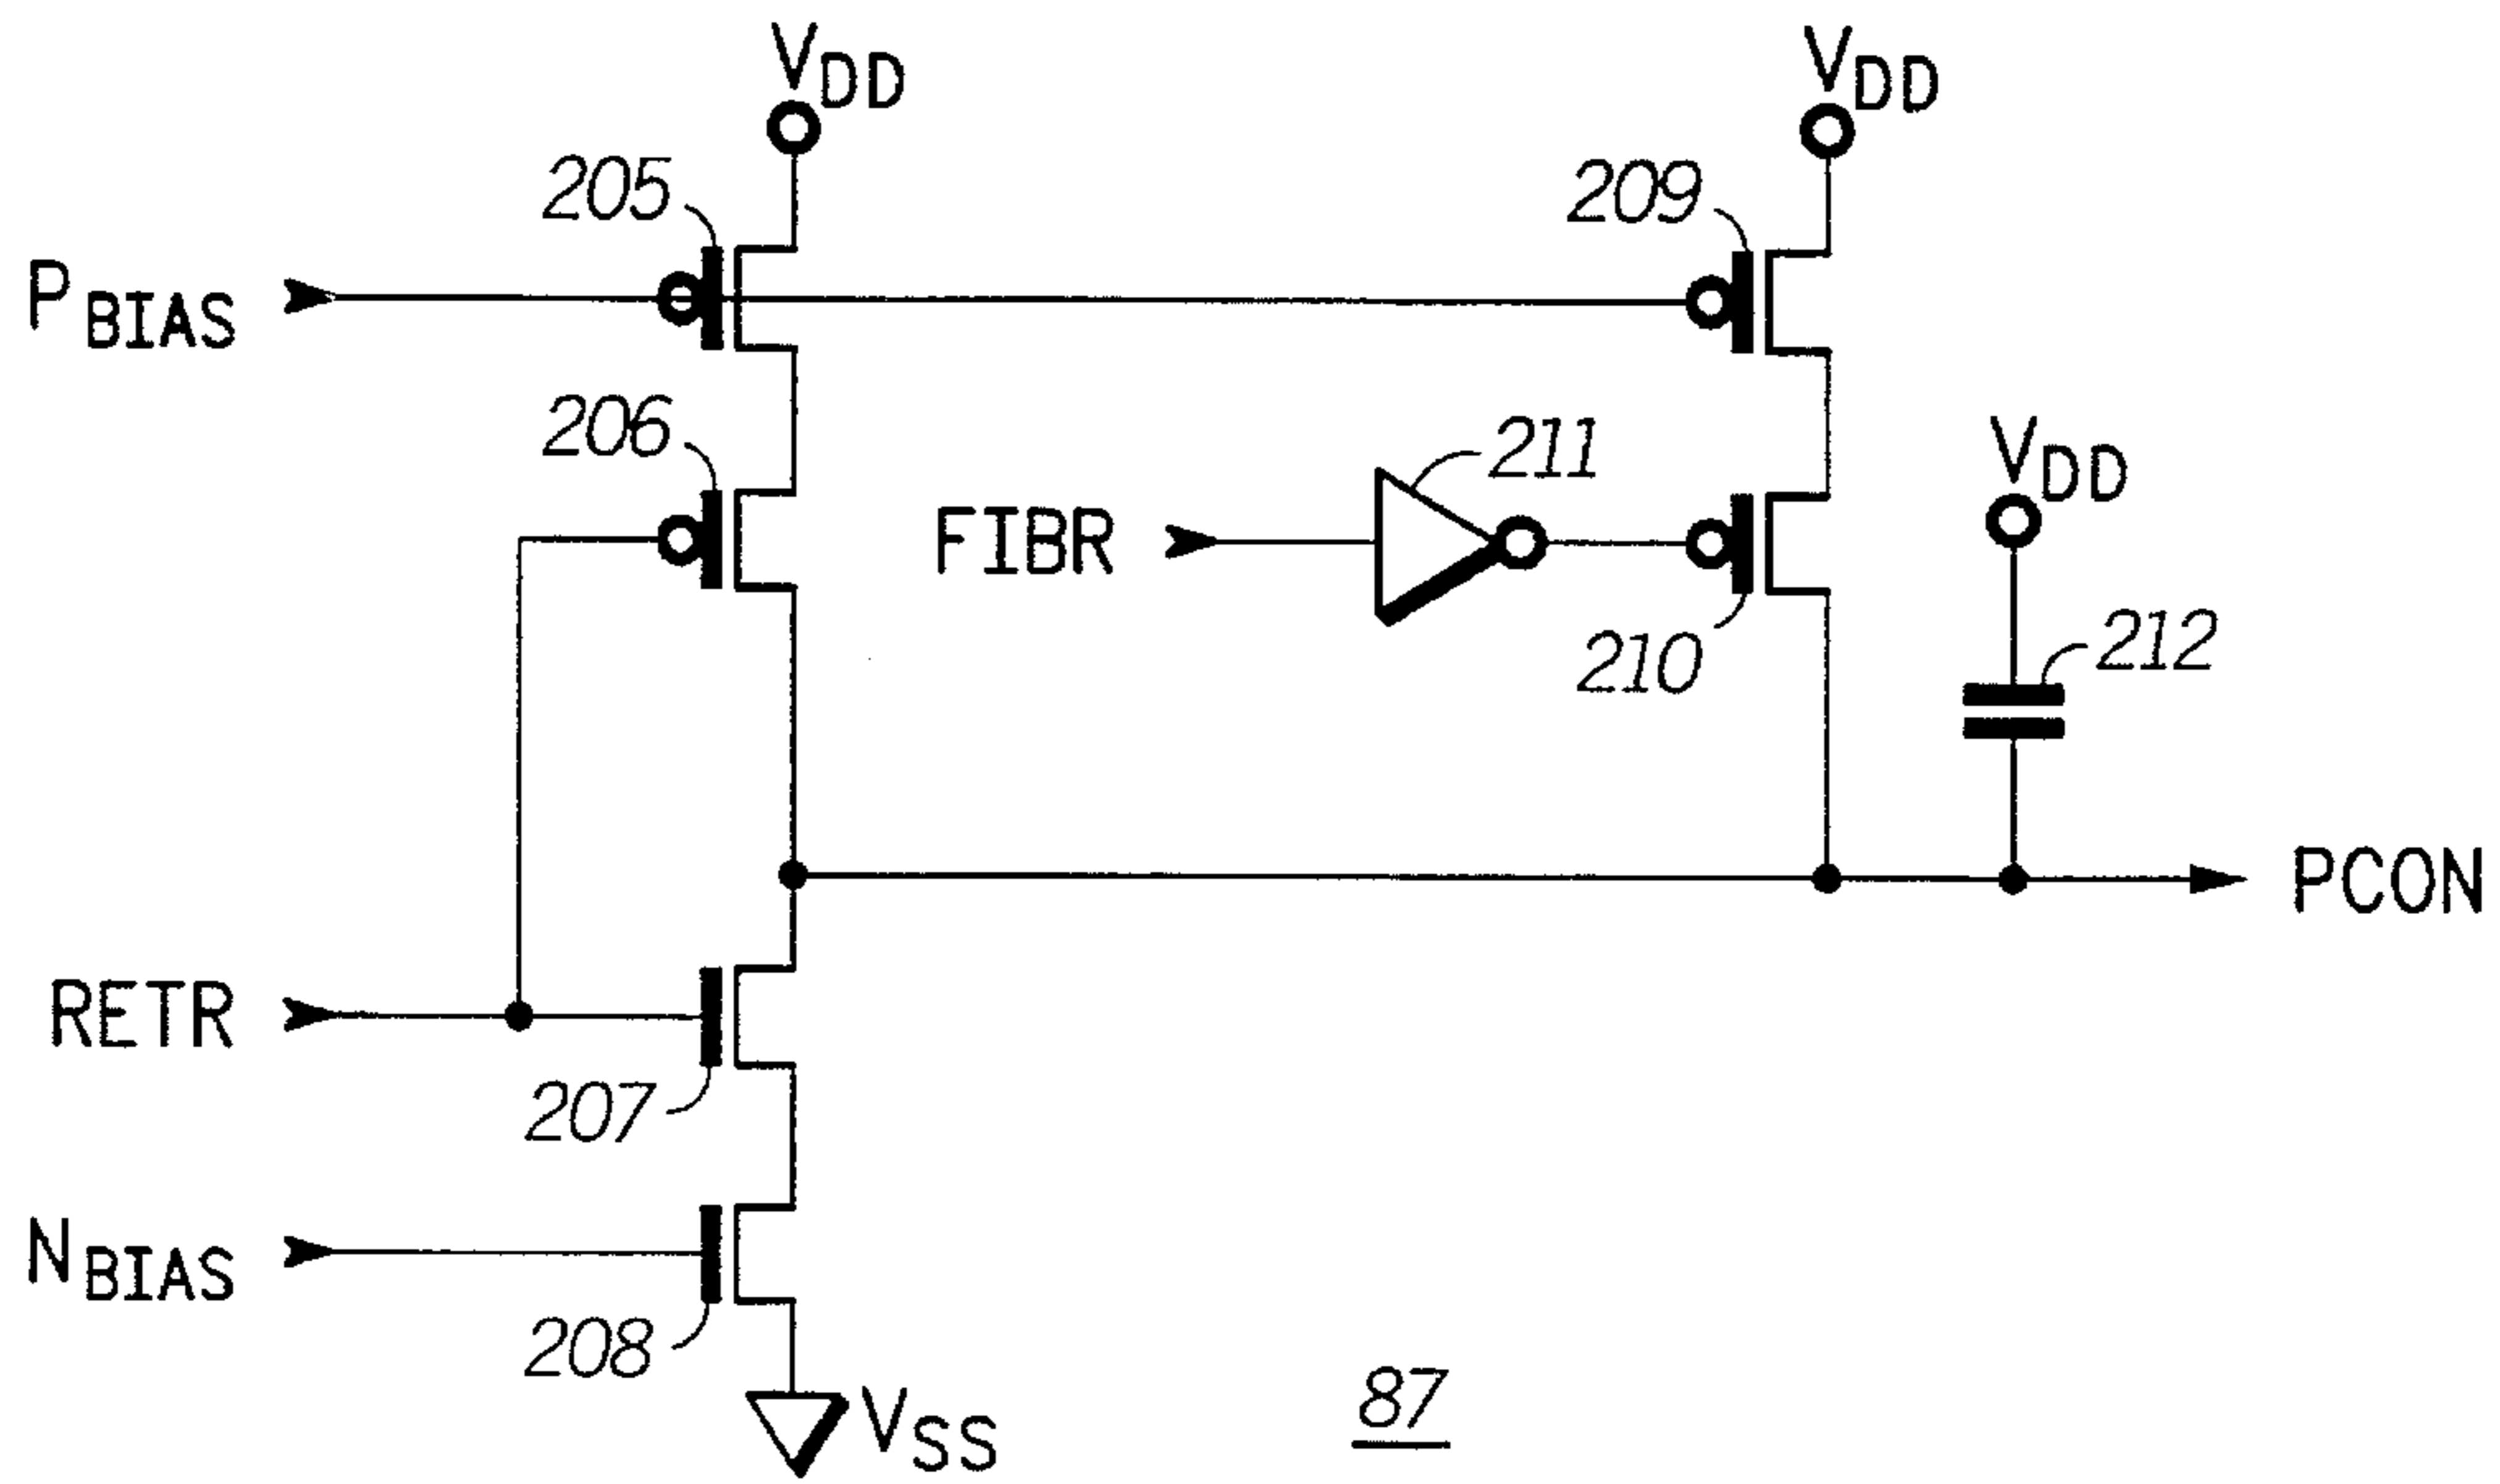 VDD
VDD
205
209
PBIAS
206
211
VDD
FIBR
212
210
PCON
RETR
207
NBIAS
208
87
VSS